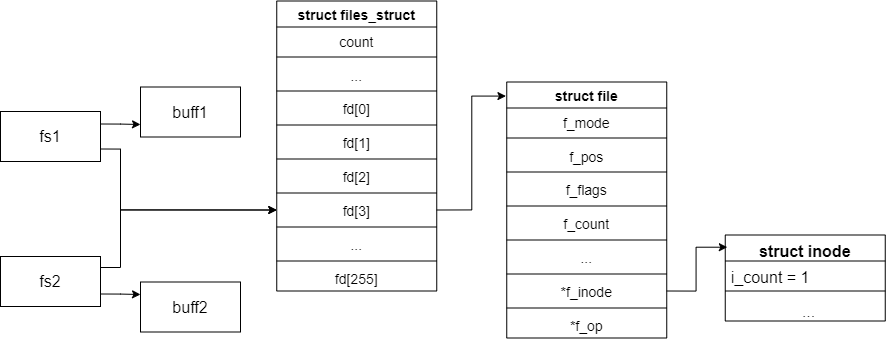 fs1
buff1
fs2
buff2
struct files_struct
count
...
fd[0]
fd[1]
fd[2]
fd[3]
...
fd[255]
struct file
f_mode
f_pos
f_flags
f_count
...
*f_inode
*f_op
struct inode
i_count = 1
...